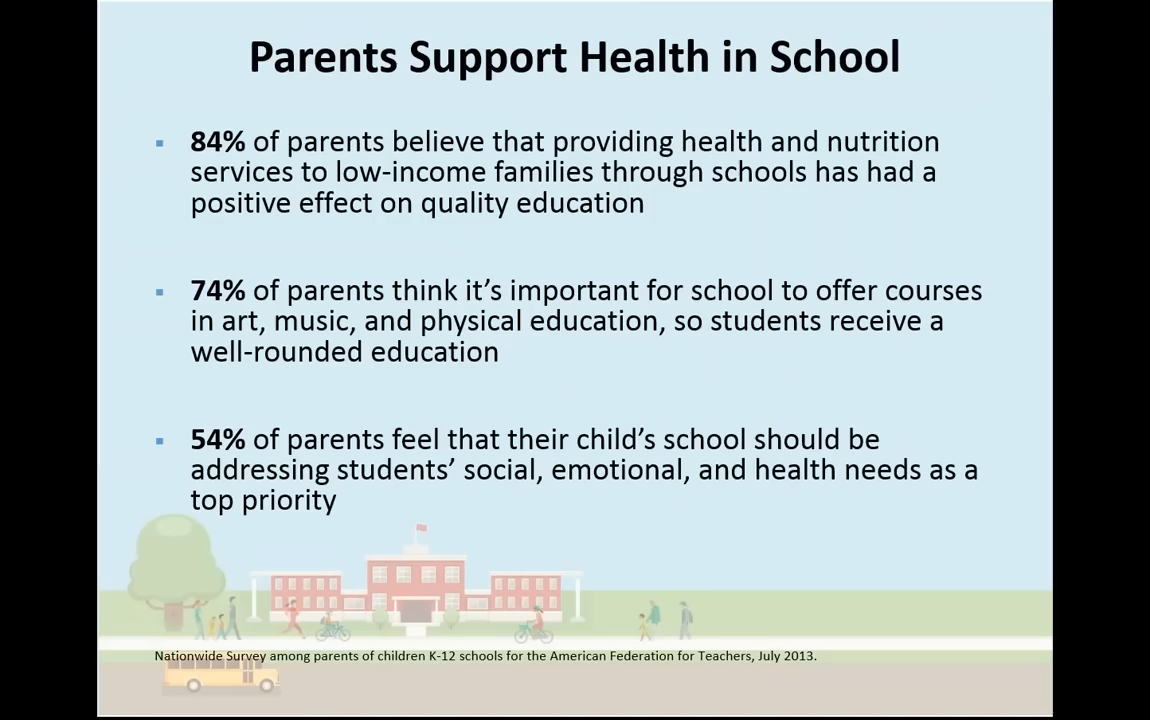 Parents Support Health in School
▪ 84% of parents believe that providing health and nutrition
services to low-income families through schools has had a
positive effect on quality education
▪ 74% of parents think it’s important for school to offer courses
in art, music, and physical education, so students receive a
well-rounded education
▪ 54% of parents feel that their child’s school should be
addressing students’ social, emotional, and health needs as a
top priority
Nationwide Survey among parents of children K-12 schools for the American Federation for Teachers, July 2013.